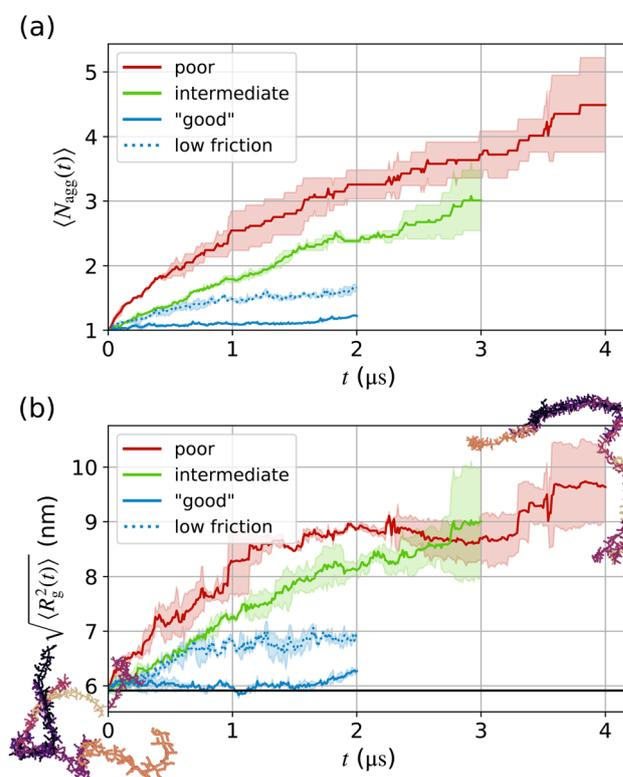 (a)
5
4
3
2
1
⟨N_agg(t)⟩
poor
intermediate
"good"
low friction
0 1 2 3 4
t (μs)
(b)
10
9
8
7
6
√⟨R_g^2(t)⟩ (nm)
poor
intermediate
"good"
low friction
0 1 2 3 4
t (μs)